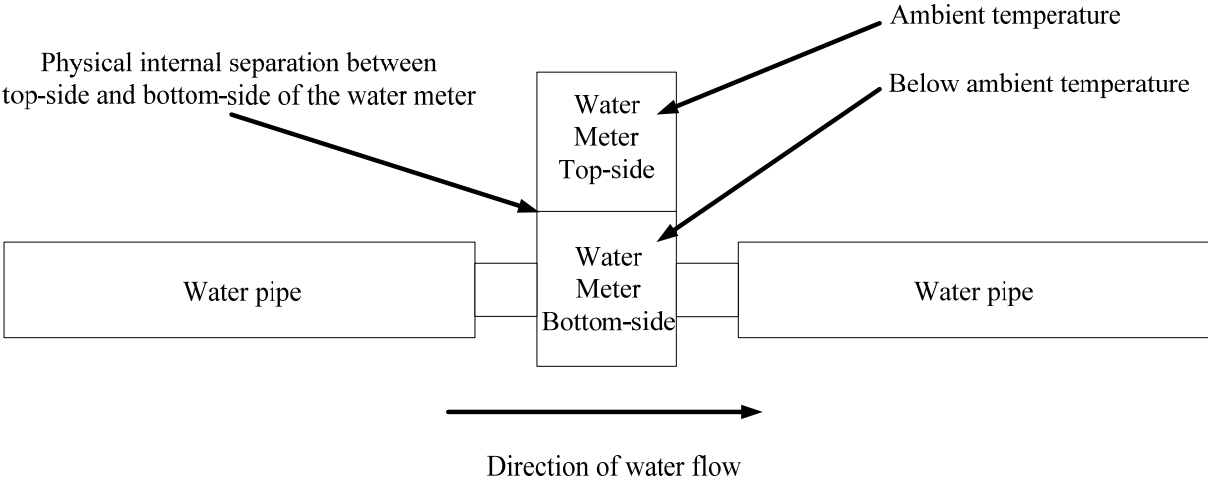 Ambient temperature
Physical internal separation between
top-side and bottom-side of the water meter
Below ambient temperature
Water
Meter
Top-side
Water
Meter
Bottom-side
Water pipe
Water pipe
Direction of water flow